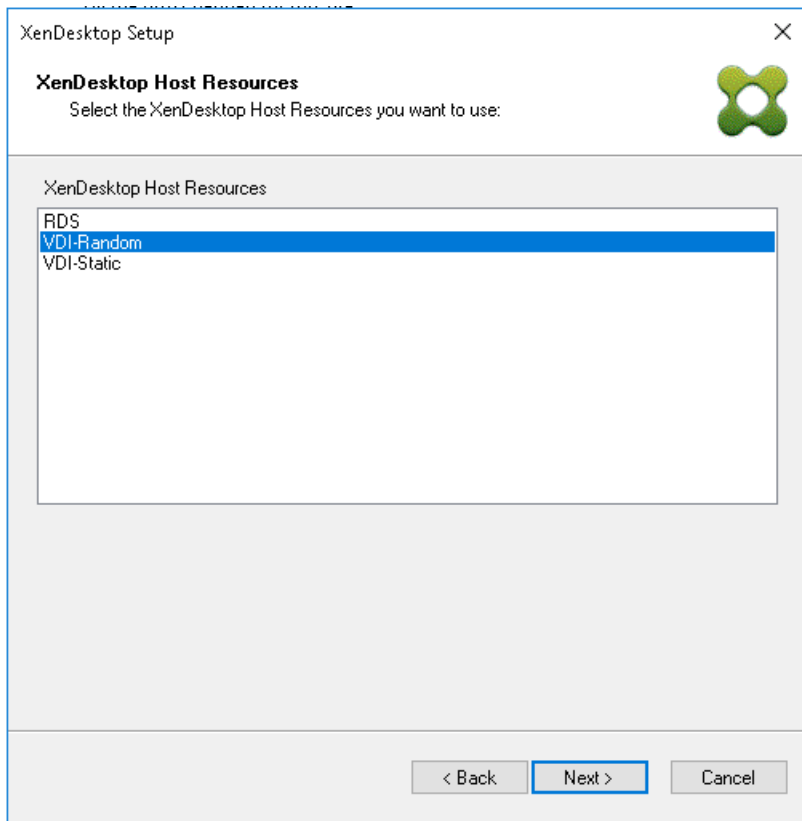 XenDesktop Setup
XenDesktop Host Resources
Select the XenDesktop Host Resources you want to use:
XenDesktop Host Resources
RDS
VDI-Random
VDI-Static
< Back
Next >
Cancel